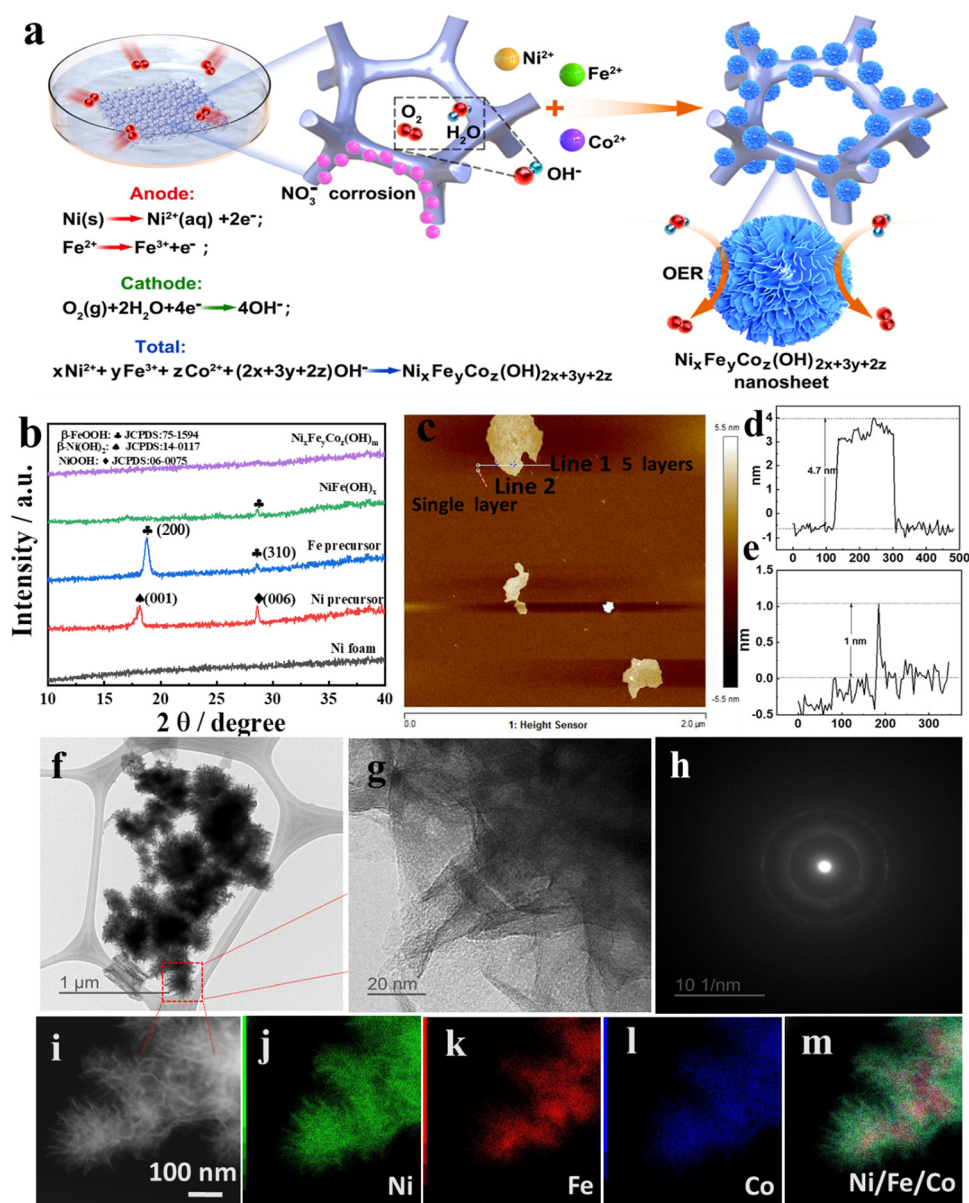 a
Ni²⁺
Fe²⁺
Co²⁺
+
O₂
H₂O
OH⁻
NO₃⁻ corrosion
Anode:
Ni(s) → Ni²⁺(aq) +2e⁻;
Fe²⁺ → Fe³⁺+e⁻ ;
Cathode:
O₂(g)+2H₂O+4e⁻ → 4OH⁻;
Total:
xNi²⁺+yFe³⁺+zCo²⁺+(2x+3y+2z)OH⁻ → NiₓFeᵧCo_z(OH)₂ₓ₊₃ᵧ₊₂z
OER
NiₓFeᵧCo_z(OH)₂ₓ₊₃ᵧ₊₂z
nanosheet
b
β-FeOOH: ♣ JCPDS:75-1594
β-Ni(OH)₂: ♠ JCPDS:14-0117
NiOOH: ♦ JCPDS:06-0075
NiₓFeᵧCo_z(OH)ₘ
NiFe(OH)ₓ
♣
♣(200)
♣(310)
Fe precursor
♠(001)
♦(006)
Ni precursor
Ni foam
Intensity / a.u.
10 15 20 25 30 35 40
2 θ / degree
c
Line 1 5 layers
Line 2
Single layer
5.5 nm
-5.5 nm
0.0
1: Height Sensor
2.0 µm
d
4
3
2
1
0
-1
nm
4.7 nm
0 100 200 300 400 500
e
1.5
1.0
0.5
0.0
-0.5
nm
1 nm
0 100 200 300
f
1 µm
g
20 nm
h
10 1/nm
i
100 nm
j
Ni
k
Fe
l
Co
m
Ni/Fe/Co